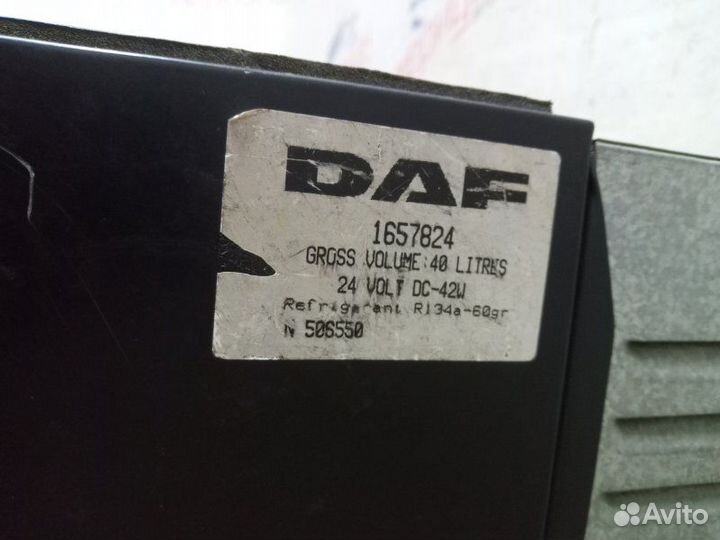 DAF
1657824
GROSS VOLUME:40 LITRES
24 VOLT DC-42W
Refrigerant R134a-60gr
N 506550
Avito